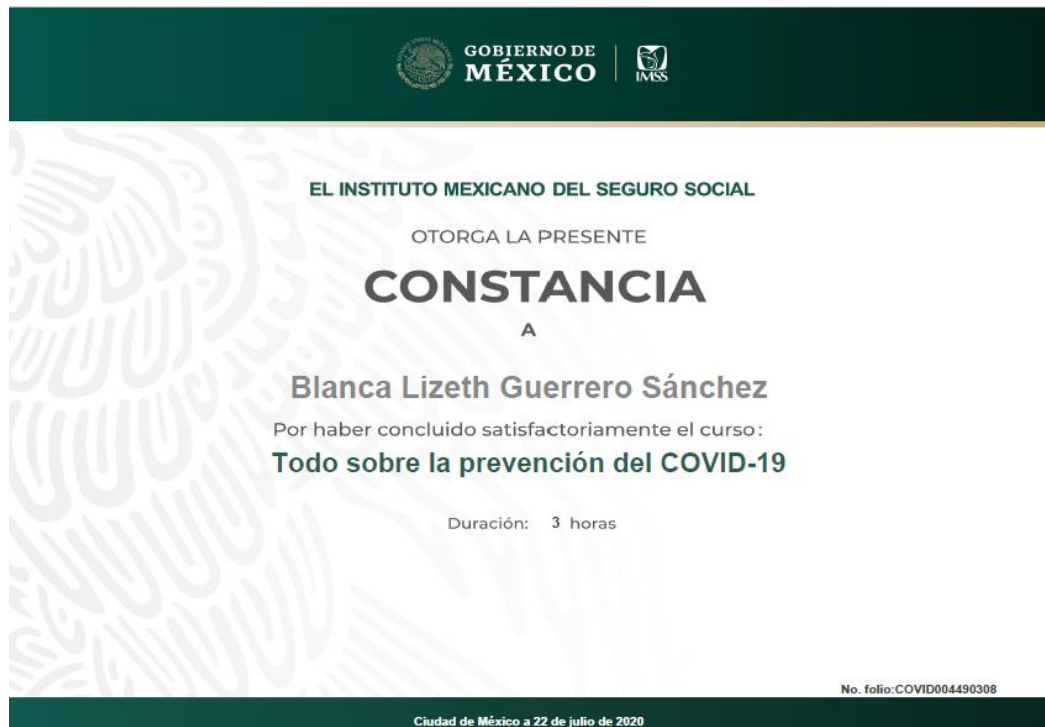 GOBIERNO DE
MÉXICO
IMSS
EL INSTITUTO MEXICANO DEL SEGURO SOCIAL
OTORGA LA PRESENTE
CONSTANCIA
A
Blanca Lizeth Guerrero Sánchez
Por haber concluido satisfactoriamente el curso:
Todo sobre la prevención del COVID-19
Duración: 3 horas
No. folio:COVID004490308
Ciudad de México a 22 de julio de 2020